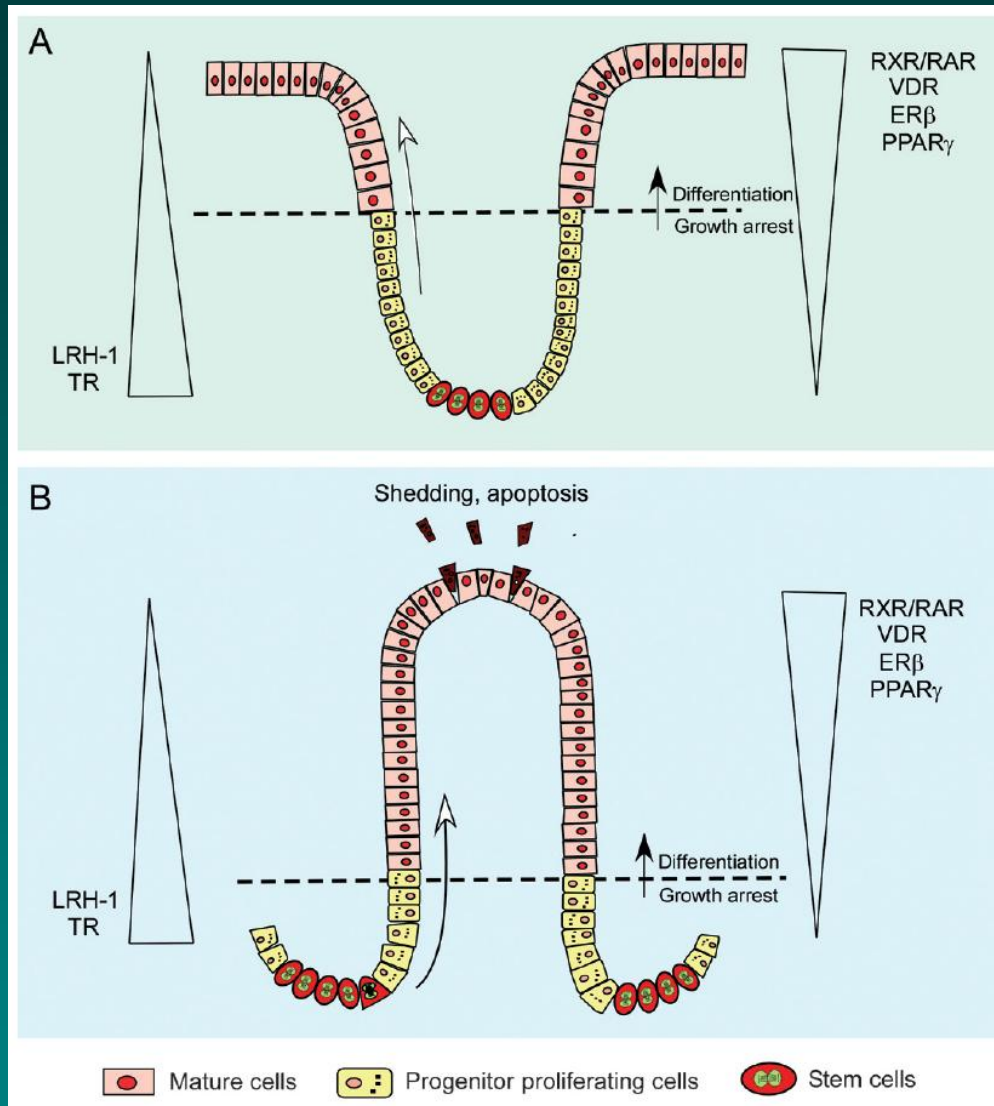 A
RXR/RAR
VDR
ERβ
PPARγ
Differentiation
Growth arrest
LRH-1
TR
B
Shedding, apoptosis
RXR/RAR
VDR
ERβ
PPARγ
Differentiation
Growth arrest
LRH-1
TR
Mature cells
Progenitor proliferating cells
Stem cells